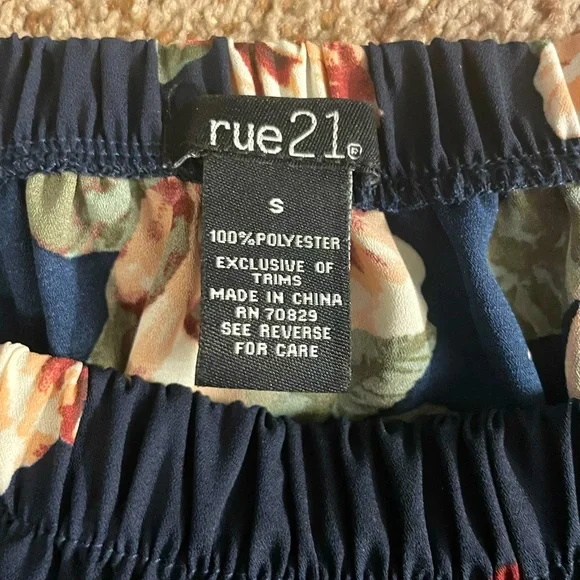 rue21®
S
100%POLYESTER
EXCLUSIVE OF
TRIMS
MADE IN CHINA
RN 70829
SEE REVERSE
FOR CARE